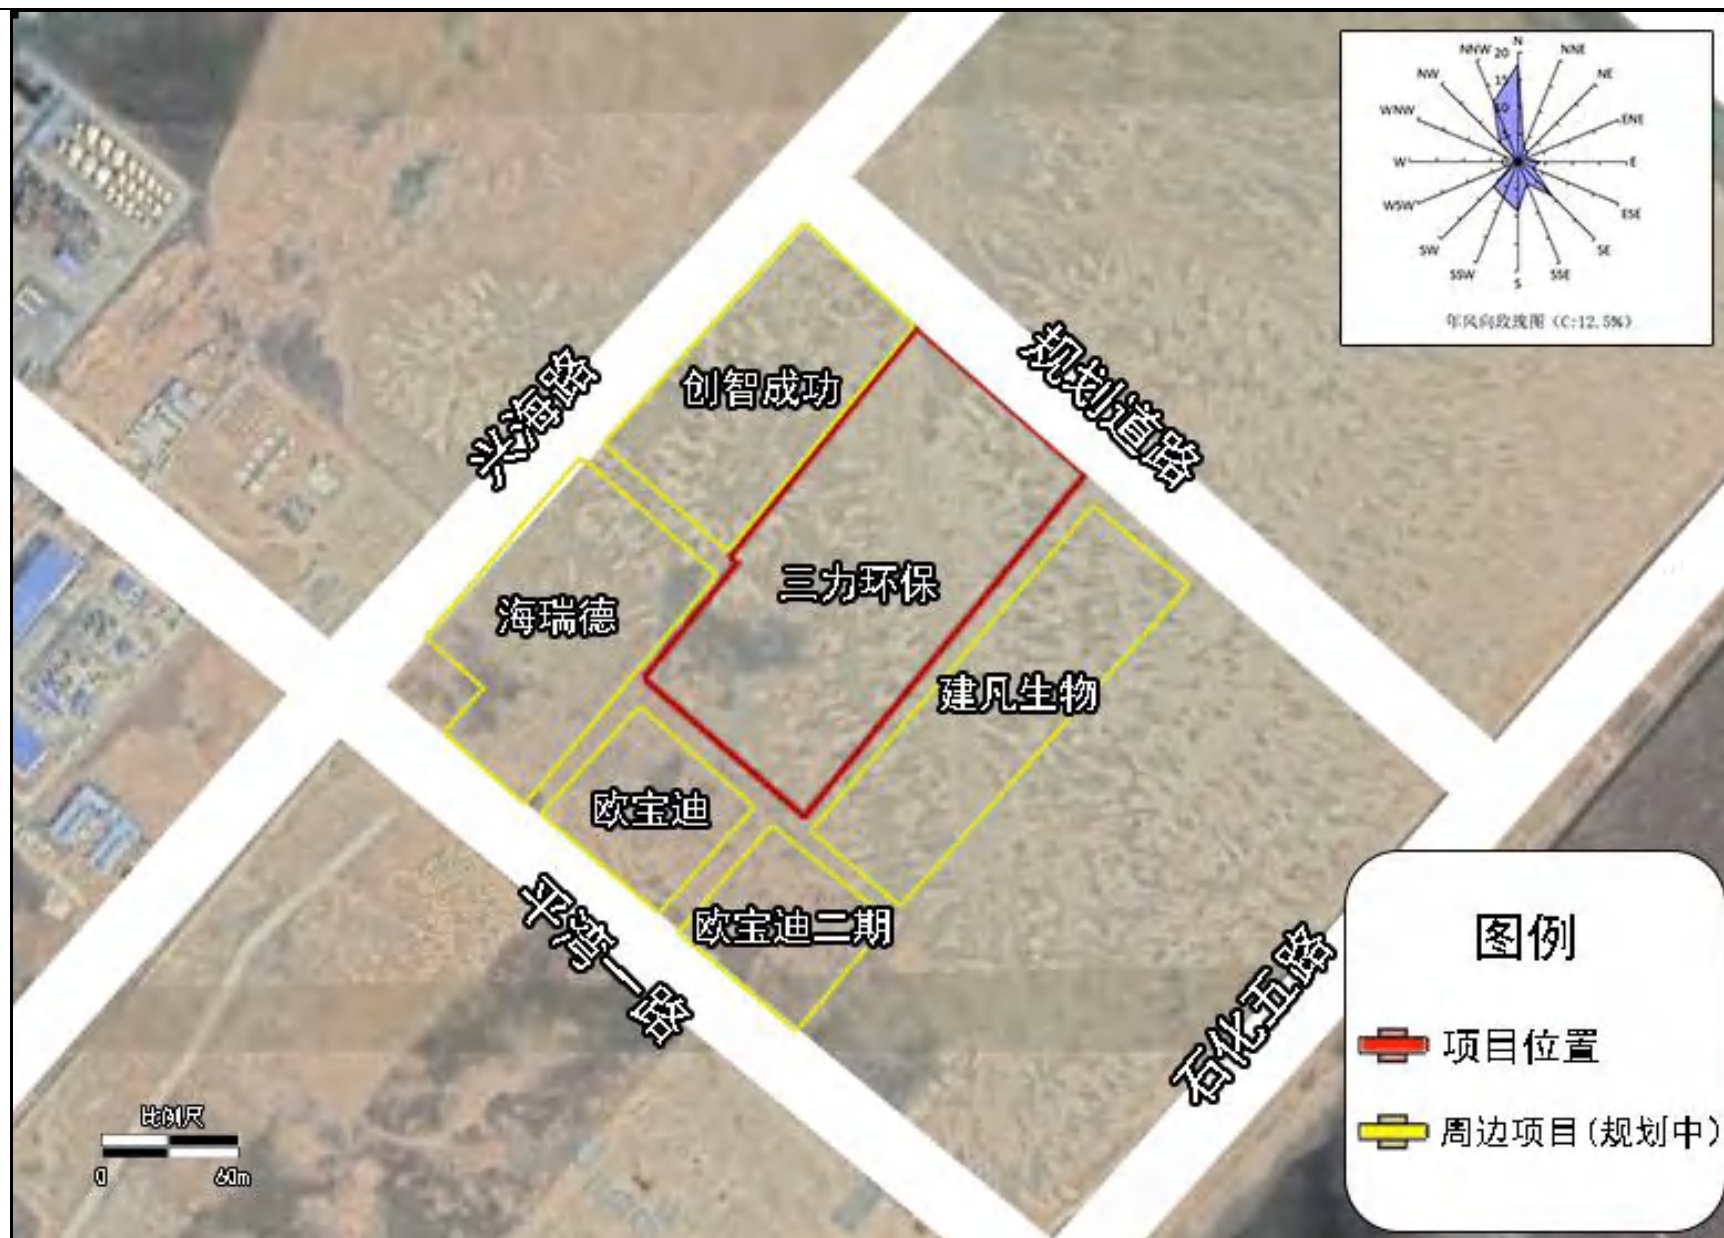 N
NNE
NE
ENE
E
ESE
SE
SSE
S
SSW
SW
WSW
W
WNW
NW
NNW
20
15
10
年风向玫瑰图（C:12.5%）
兴海路
规划道路
创智成功
三力环保
海瑞德
建凡生物
欧宝迪
欧宝迪二期
平湾一路
石化五路
图例
项目位置
周边项目(规划中)
比例尺
0
60m